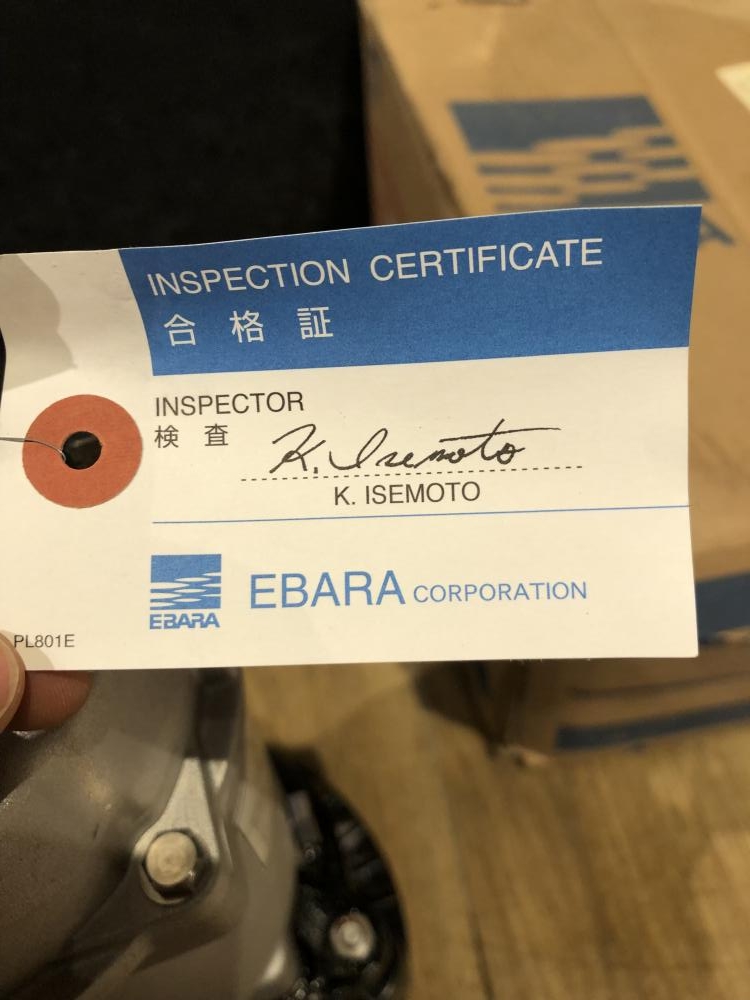 INSPECTION CERTIFICATE
合格証
INSPECTOR
検査
K. Isemoto
K. ISEMOTO
EBARA
EBARA CORPORATION
PL801E